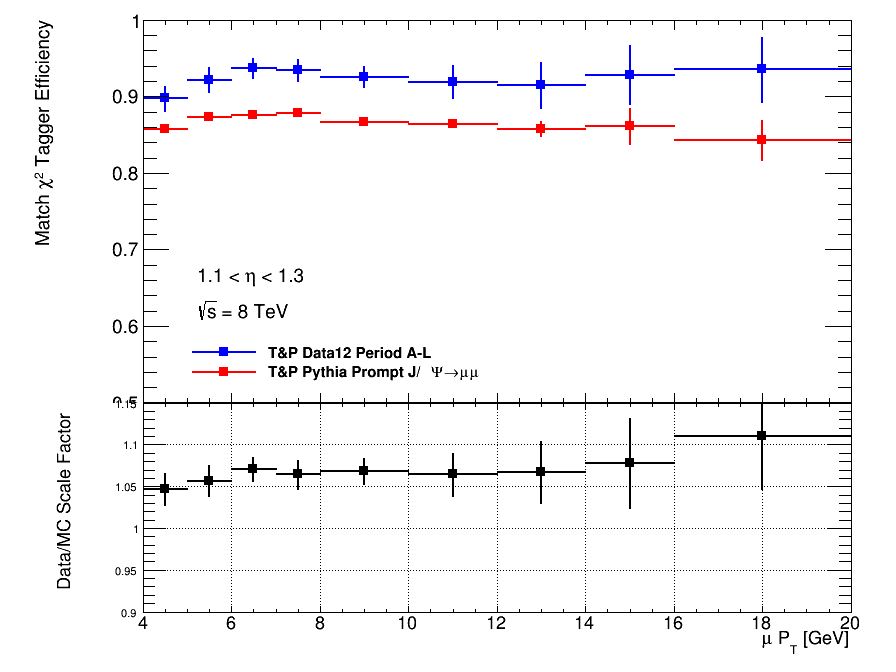 Match χ² Tagger Efficiency
1
0.9
0.8
0.7
0.6
0.5
1.1 < η < 1.3
√s = 8 TeV
T&P Data12 Period A-L
T&P Pythia Prompt J/ Ψ→μμ
Data/MC Scale Factor
1.15
1.1
1.05
1
0.95
0.9
4 6 8 10 12 14 16 18 20
μ P_T [GeV]